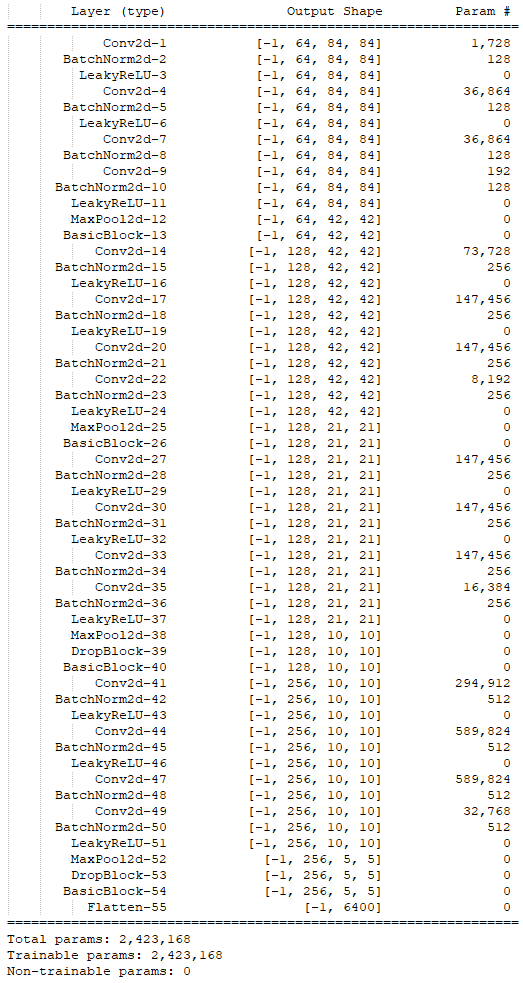 Layer (type) Output Shape Param #
================================================================
Conv2d-1 [-1, 64, 84, 84] 1,728
BatchNorm2d-2 [-1, 64, 84, 84] 128
LeakyReLU-3 [-1, 64, 84, 84] 0
Conv2d-4 [-1, 64, 84, 84] 36,864
BatchNorm2d-5 [-1, 64, 84, 84] 128
LeakyReLU-6 [-1, 64, 84, 84] 0
Conv2d-7 [-1, 64, 84, 84] 36,864
BatchNorm2d-8 [-1, 64, 84, 84] 128
Conv2d-9 [-1, 64, 84, 84] 192
BatchNorm2d-10 [-1, 64, 84, 84] 128
LeakyReLU-11 [-1, 64, 84, 84] 0
MaxPool2d-12 [-1, 64, 42, 42] 0
BasicBlock-13 [-1, 64, 42, 42] 0
Conv2d-14 [-1, 128, 42, 42] 73,728
BatchNorm2d-15 [-1, 128, 42, 42] 256
LeakyReLU-16 [-1, 128, 42, 42] 0
Conv2d-17 [-1, 128, 42, 42] 147,456
BatchNorm2d-18 [-1, 128, 42, 42] 256
LeakyReLU-19 [-1, 128, 42, 42] 0
Conv2d-20 [-1, 128, 42, 42] 147,456
BatchNorm2d-21 [-1, 128, 42, 42] 256
Conv2d-22 [-1, 128, 42, 42] 8,192
BatchNorm2d-23 [-1, 128, 42, 42] 256
LeakyReLU-24 [-1, 128, 42, 42] 0
MaxPool2d-25 [-1, 128, 21, 21] 0
BasicBlock-26 [-1, 128, 21, 21] 0
Conv2d-27 [-1, 128, 21, 21] 147,456
BatchNorm2d-28 [-1, 128, 21, 21] 256
LeakyReLU-29 [-1, 128, 21, 21] 0
Conv2d-30 [-1, 128, 21, 21] 147,456
BatchNorm2d-31 [-1, 128, 21, 21] 256
LeakyReLU-32 [-1, 128, 21, 21] 0
Conv2d-33 [-1, 128, 21, 21] 147,456
BatchNorm2d-34 [-1, 128, 21, 21] 256
Conv2d-35 [-1, 128, 21, 21] 16,384
BatchNorm2d-36 [-1, 128, 21, 21] 256
LeakyReLU-37 [-1, 128, 21, 21] 0
MaxPool2d-38 [-1, 128, 10, 10] 0
DropBlock-39 [-1, 128, 10, 10] 0
BasicBlock-40 [-1, 128, 10, 10] 0
Conv2d-41 [-1, 256, 10, 10] 294,912
BatchNorm2d-42 [-1, 256, 10, 10] 512
LeakyReLU-43 [-1, 256, 10, 10] 0
Conv2d-44 [-1, 256, 10, 10] 589,824
BatchNorm2d-45 [-1, 256, 10, 10] 512
LeakyReLU-46 [-1, 256, 10, 10] 0
Conv2d-47 [-1, 256, 10, 10] 589,824
BatchNorm2d-48 [-1, 256, 10, 10] 512
Conv2d-49 [-1, 256, 10, 10] 32,768
BatchNorm2d-50 [-1, 256, 10, 10] 512
LeakyReLU-51 [-1, 256, 10, 10] 0
MaxPool2d-52 [-1, 256, 5, 5] 0
DropBlock-53 [-1, 256, 5, 5] 0
BasicBlock-54 [-1, 256, 5, 5] 0
Flatten-55 [-1, 6400] 0
================================================================
Total params: 2,423,168
Trainable params: 2,423,168
Non-trainable params: 0